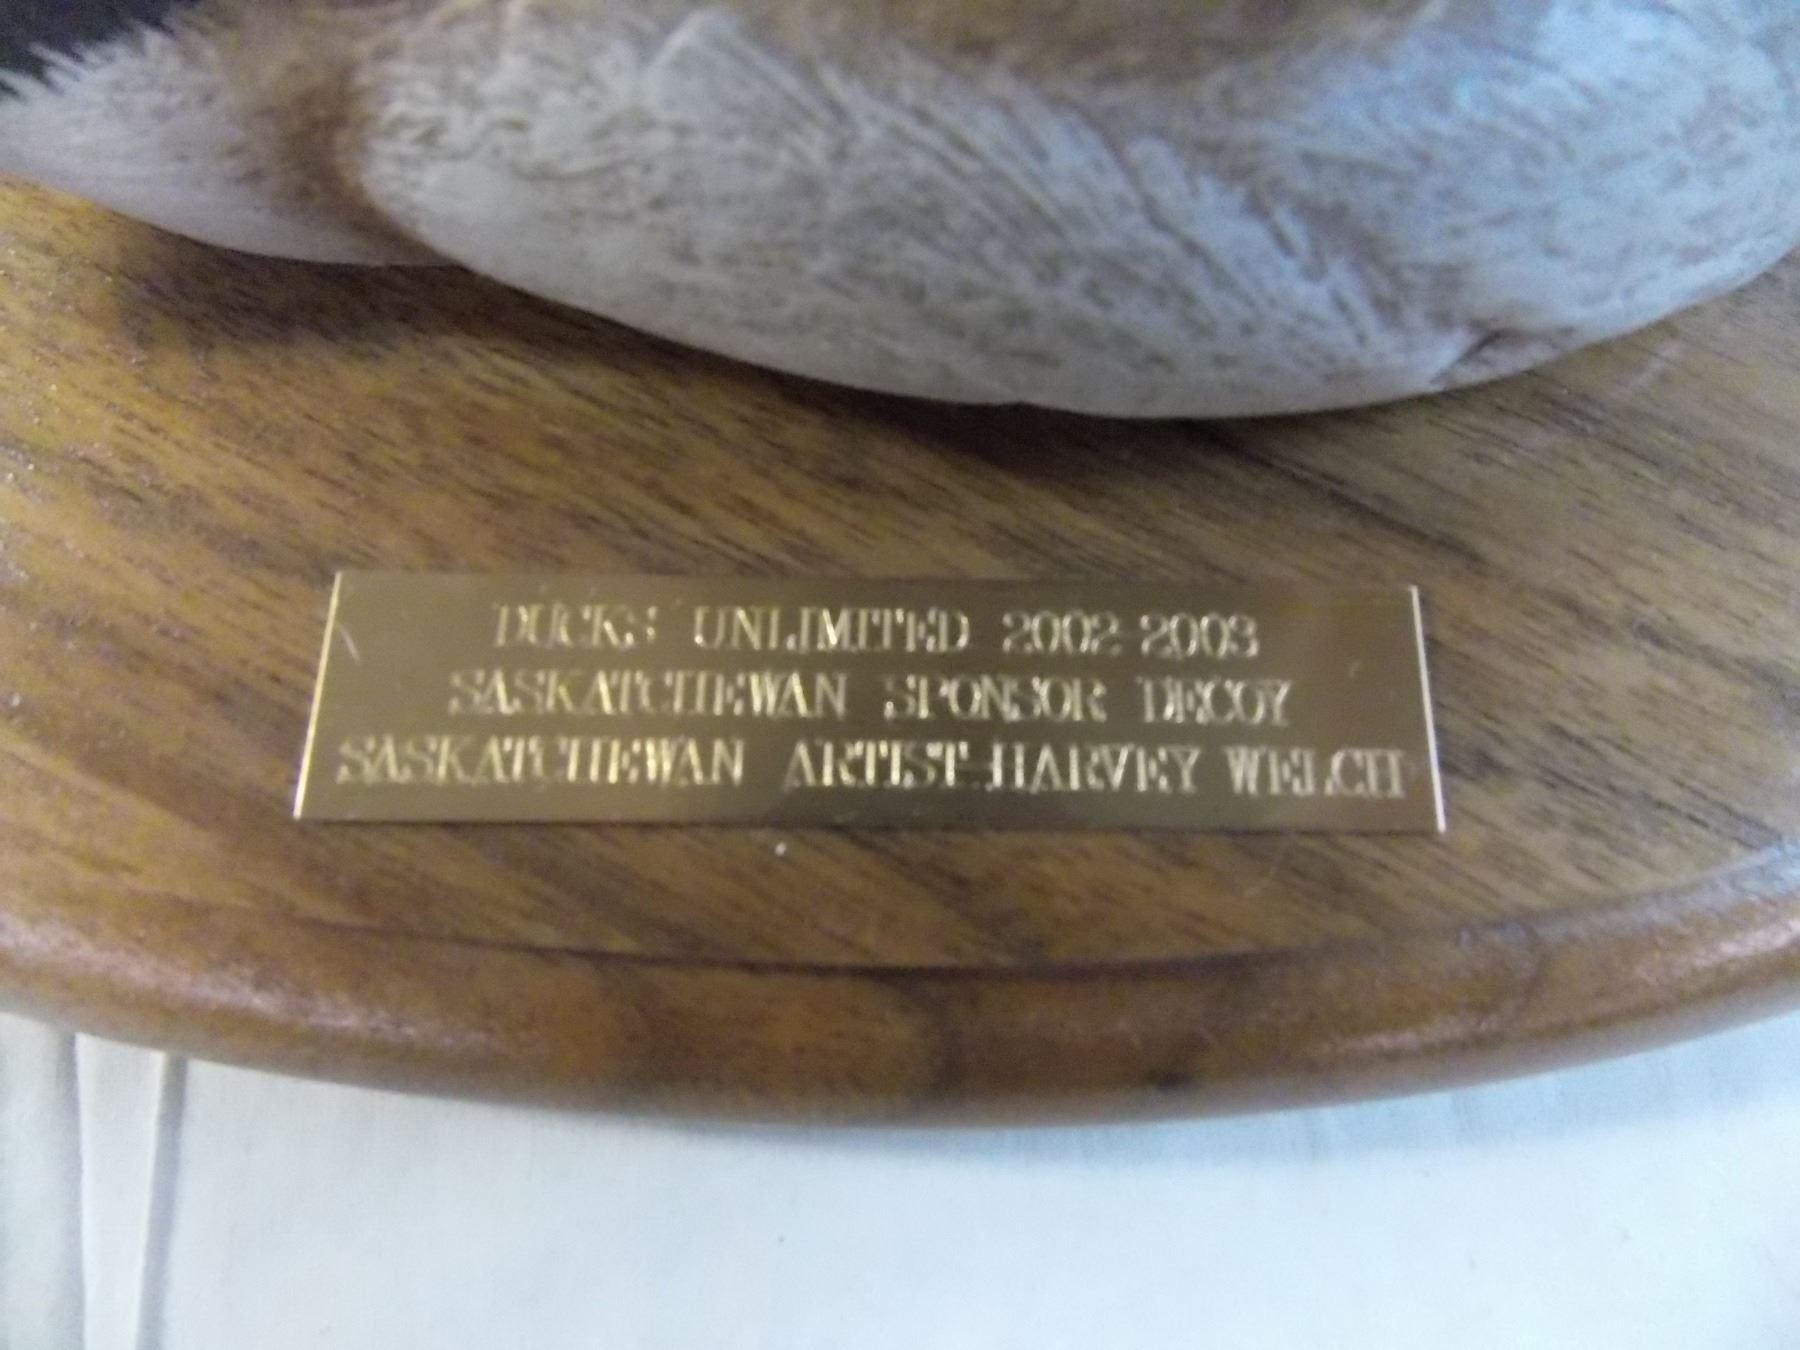 DUCKS UNLIMITED 2002-2003
SASKATCHEWAN SPONSOR DECOY
SASKATCHEWAN ARTIST-HARVEY WELCH